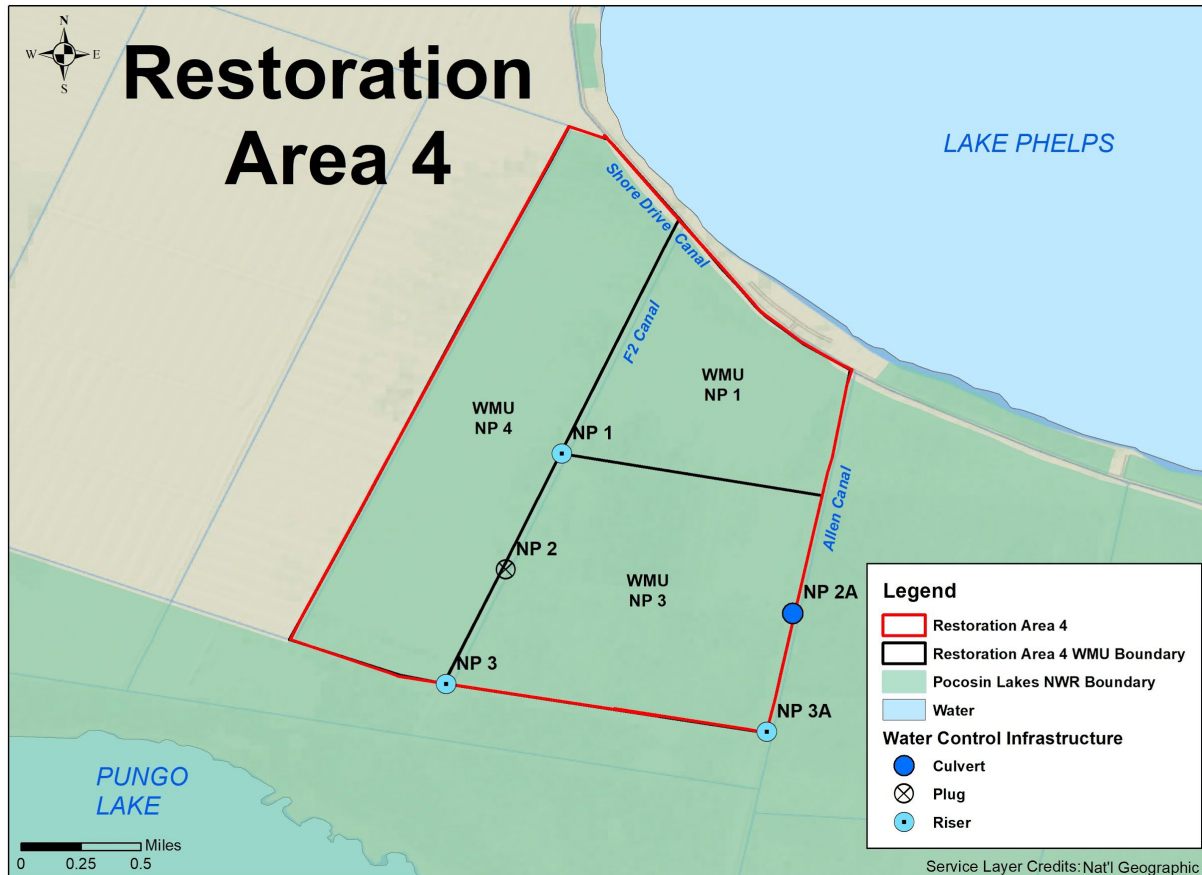 N
W E
S
Restoration
Area 4
LAKE PHELPS
Shore Drive Canal
F2 Canal
WMU
NP 1
WMU
NP 4
NP 1
Allen Canal
NP 2
WMU
NP 3
NP 2A
NP 3
NP 3A
PUNGO
LAKE
Miles
0 0.25 0.5
Legend
Restoration Area 4
Restoration Area 4 WMU Boundary
Pocosin Lakes NWR Boundary
Water
Water Control Infrastructure
Culvert
Plug
Riser
Service Layer Credits: Nat'l Geographic